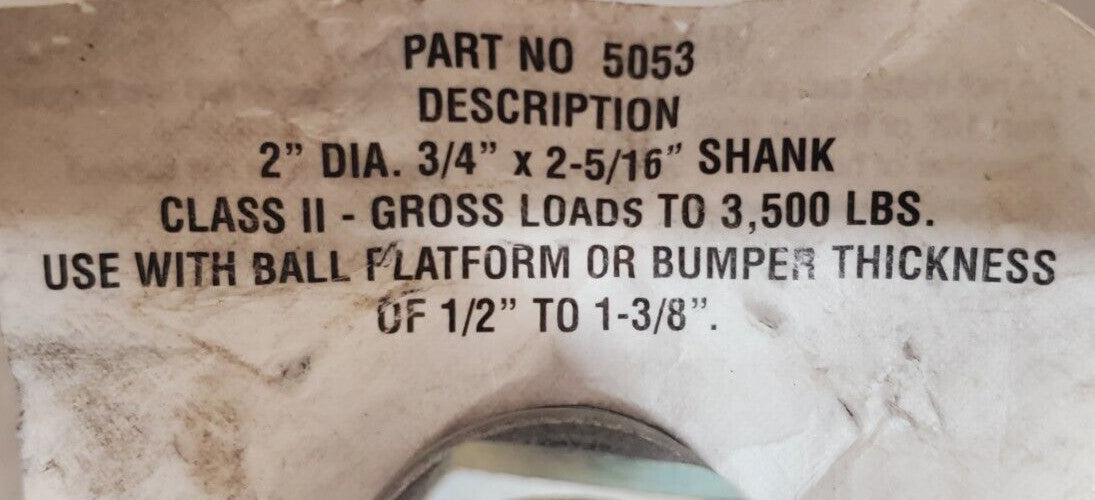 PART NO 5053
DESCRIPTION
2” DIA. 3/4” x 2-5/16” SHANK
CLASS II - GROSS LOADS TO 3,500 LBS.
USE WITH BALL PLATFORM OR BUMPER THICKNESS
OF 1/2” TO 1-3/8”.